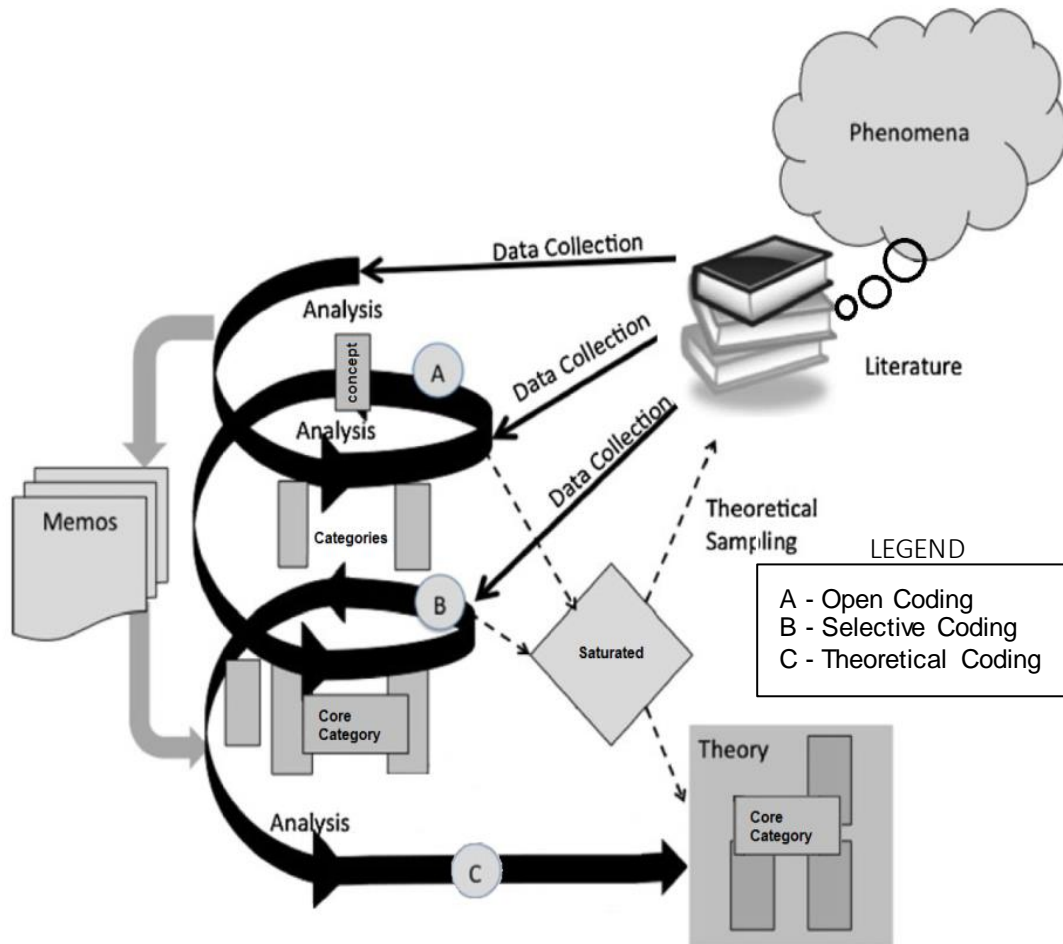 Phenomena
Data Collection
Analysis
Literature
concept
A
Data Collection
Analysis
Data Collection
Memos
Categories
Theoretical
Sampling
LEGEND
A - Open Coding
B - Selective Coding
C - Theoretical Coding
B
Saturated
Core
Category
Theory
Core
Category
Analysis
C